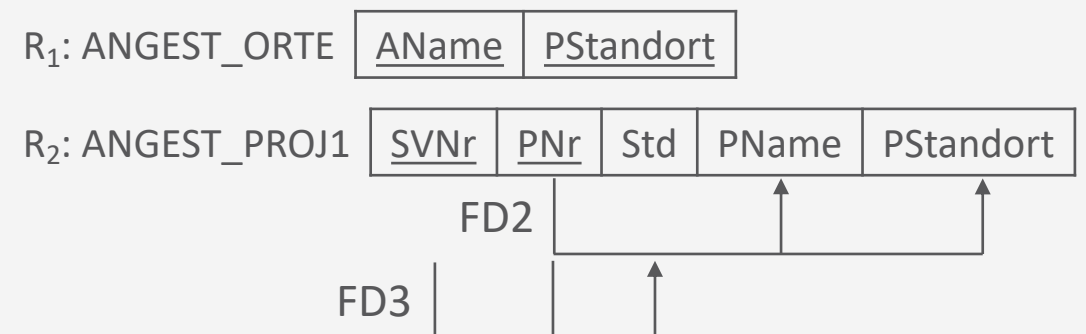 R₁: ANGEST_ORTE AName PStandort
R₂: ANGEST_PROJ1 SVNr PNr Std PName PStandort
FD2
FD3